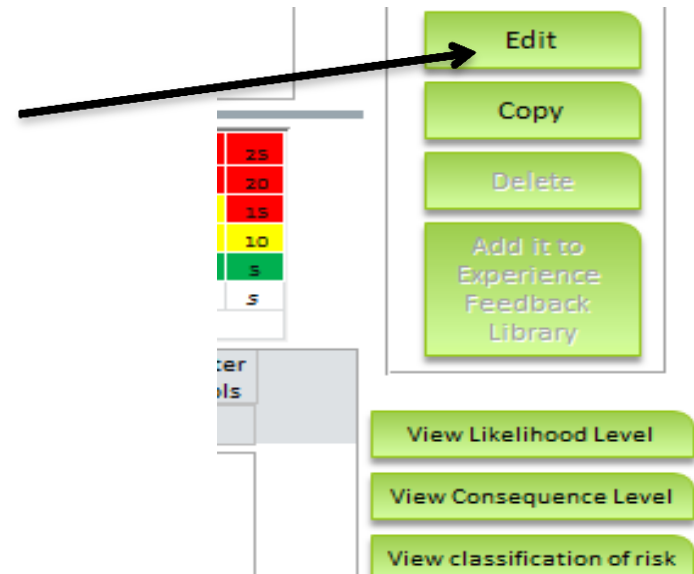 Edit
Copy
Delete
Add it to
Experience
Feedback
Library
25
20
15
10
5
5
View Likelihood Level
View Consequence Level
View classification of risk